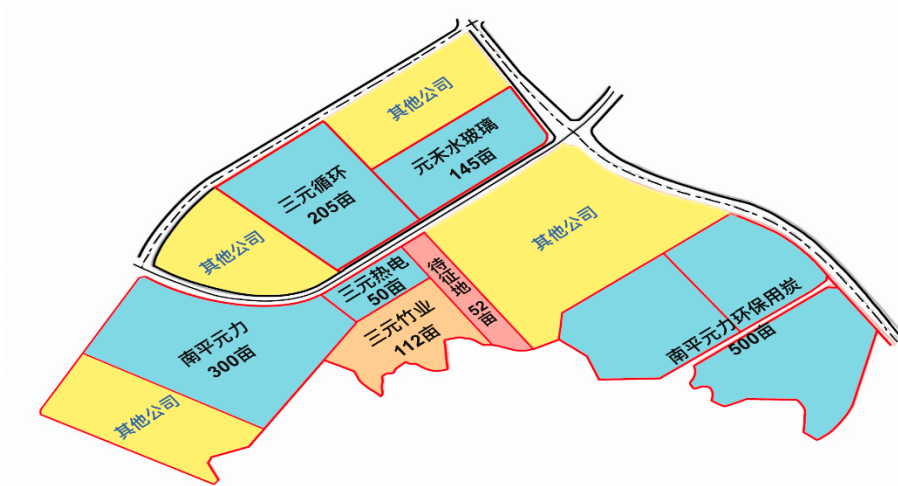 其他公司
元禾水玻璃
145亩
三元循环
205亩
其他公司
其他公司
待征地
52
亩
三元热电
50亩
三元竹业
112亩
南平元力
300亩
南平元力环保用炭
500亩
其他公司